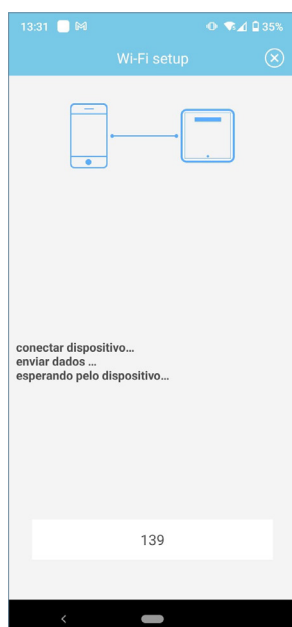 13:31
35%
Wi-Fi setup
conectar dispositivo...
enviar dados ...
esperando pelo dispositivo...
139